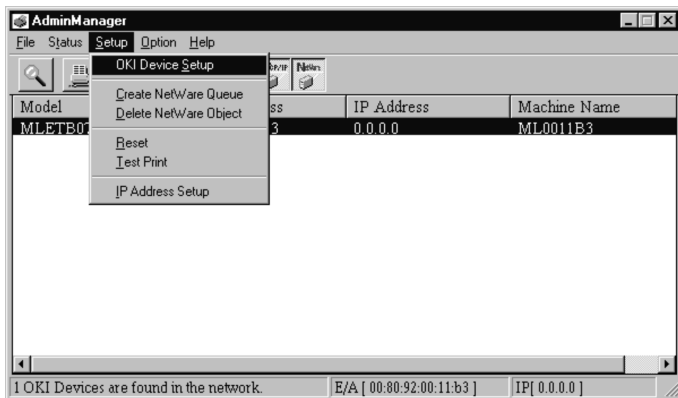 AdminManager
File Status Setup Option Help
OKI Device Setup
Create NetWare Queue
Delete NetWare Object
Reset
Test Print
IP Address Setup
Model ss IP Address Machine Name
MLETB07 3 0.0.0.0 ML0011B3
1 OKI Devices are found in the network. E/A [ 00:80:92:00:11:b3 ] IP[ 0.0.0.0 ]